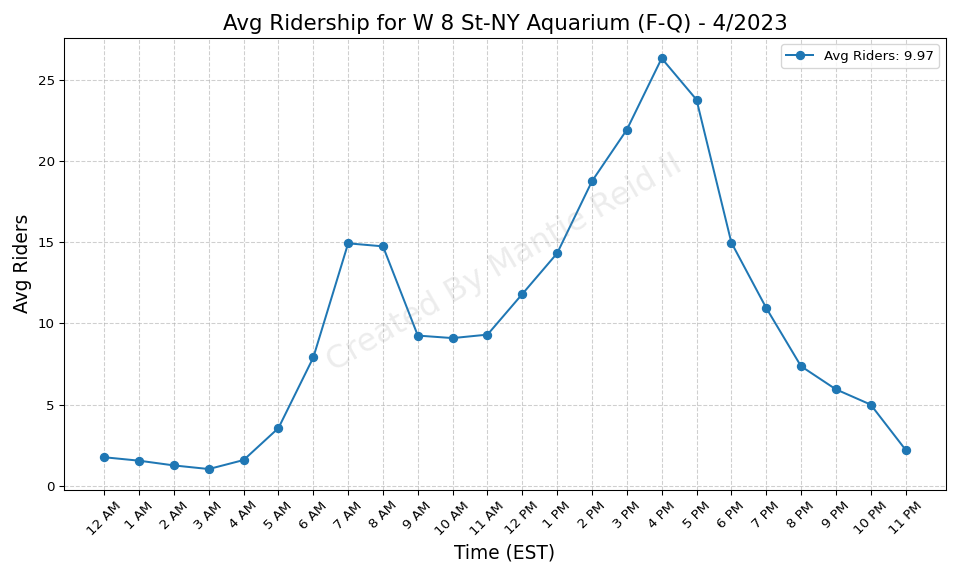 Avg Ridership for W 8 St-NY Aquarium (F-Q) - 4/2023
Avg Riders: 9.97
25
20
15
10
5
0
Avg Riders
Created By Mantie Reid II
12 AM
1 AM
2 AM
3 AM
4 AM
5 AM
6 AM
7 AM
8 AM
9 AM
10 AM
11 AM
12 PM
1 PM
2 PM
3 PM
4 PM
5 PM
6 PM
7 PM
8 PM
9 PM
10 PM
11 PM
Time (EST)